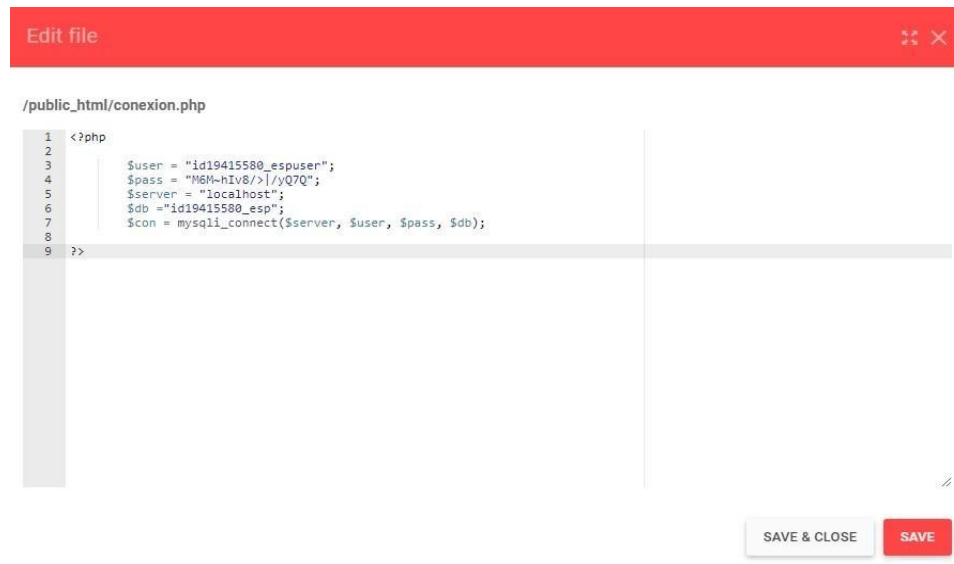 Edit file
/public_html/conexion.php
1 <?php
2
3 $user = "id19415580_espuser";
4 $pass = "M6M~hIv8/>|/yQ7Q";
5 $server = "localhost";
6 $db ="id19415580_esp";
7 $con = mysqli_connect($server, $user, $pass, $db);
8
9 ?>
SAVE & CLOSE
SAVE